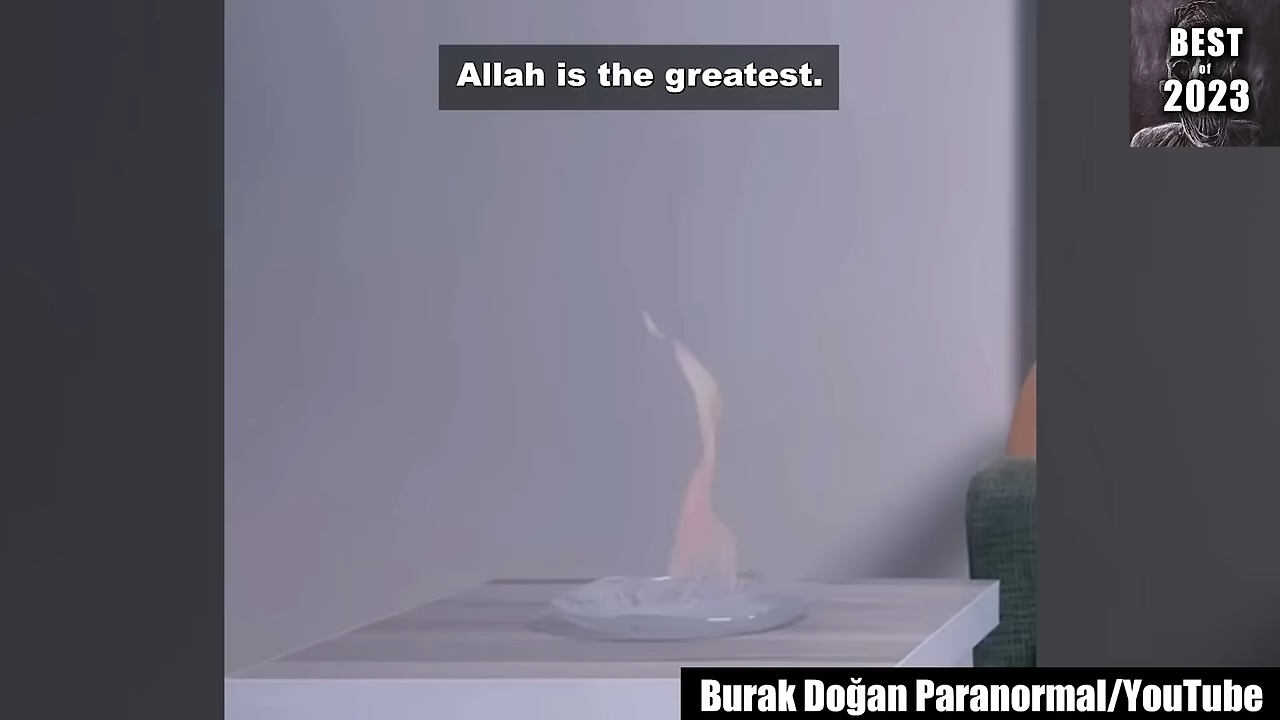 Allah is the greatest.
BEST
of
2023
Burak Doğan Paranormal/YouTube